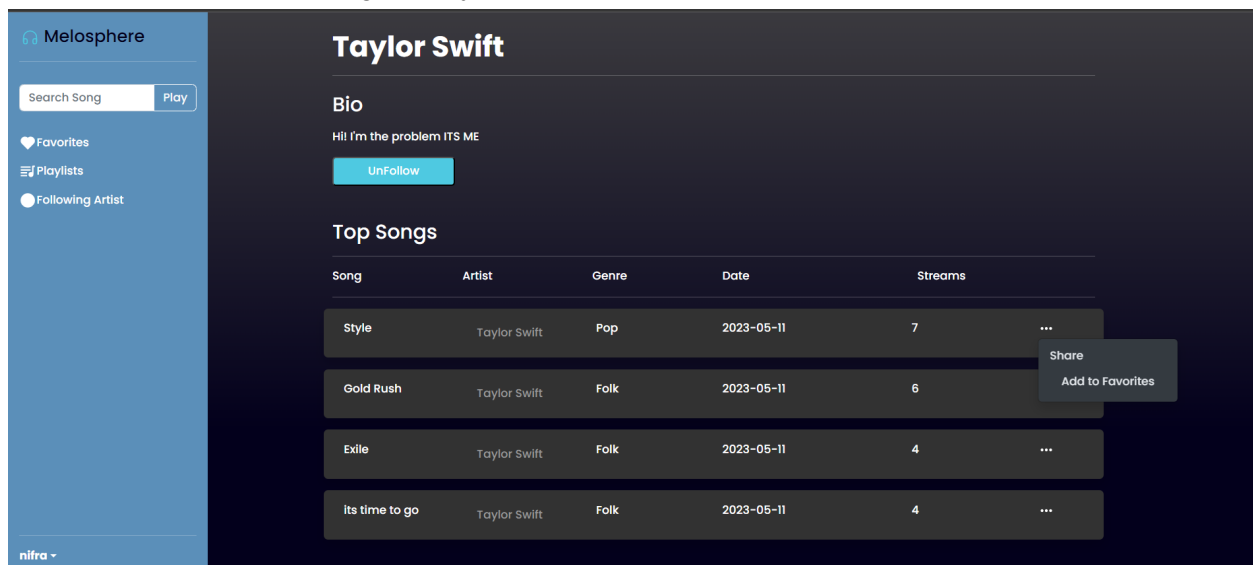 Melosphere
Search Song Play
Favorites
Playlists
Following Artist
nifra
Taylor Swift
Bio
Hi! I'm the problem ITS ME
UnFollow
Top Songs
Song Artist Genre Date Streams
Style Taylor Swift Pop 2023-05-11 7 ...
Share
Add to Favorites
Gold Rush Taylor Swift Folk 2023-05-11 6
Exile Taylor Swift Folk 2023-05-11 4 ...
its time to go Taylor Swift Folk 2023-05-11 4 ...